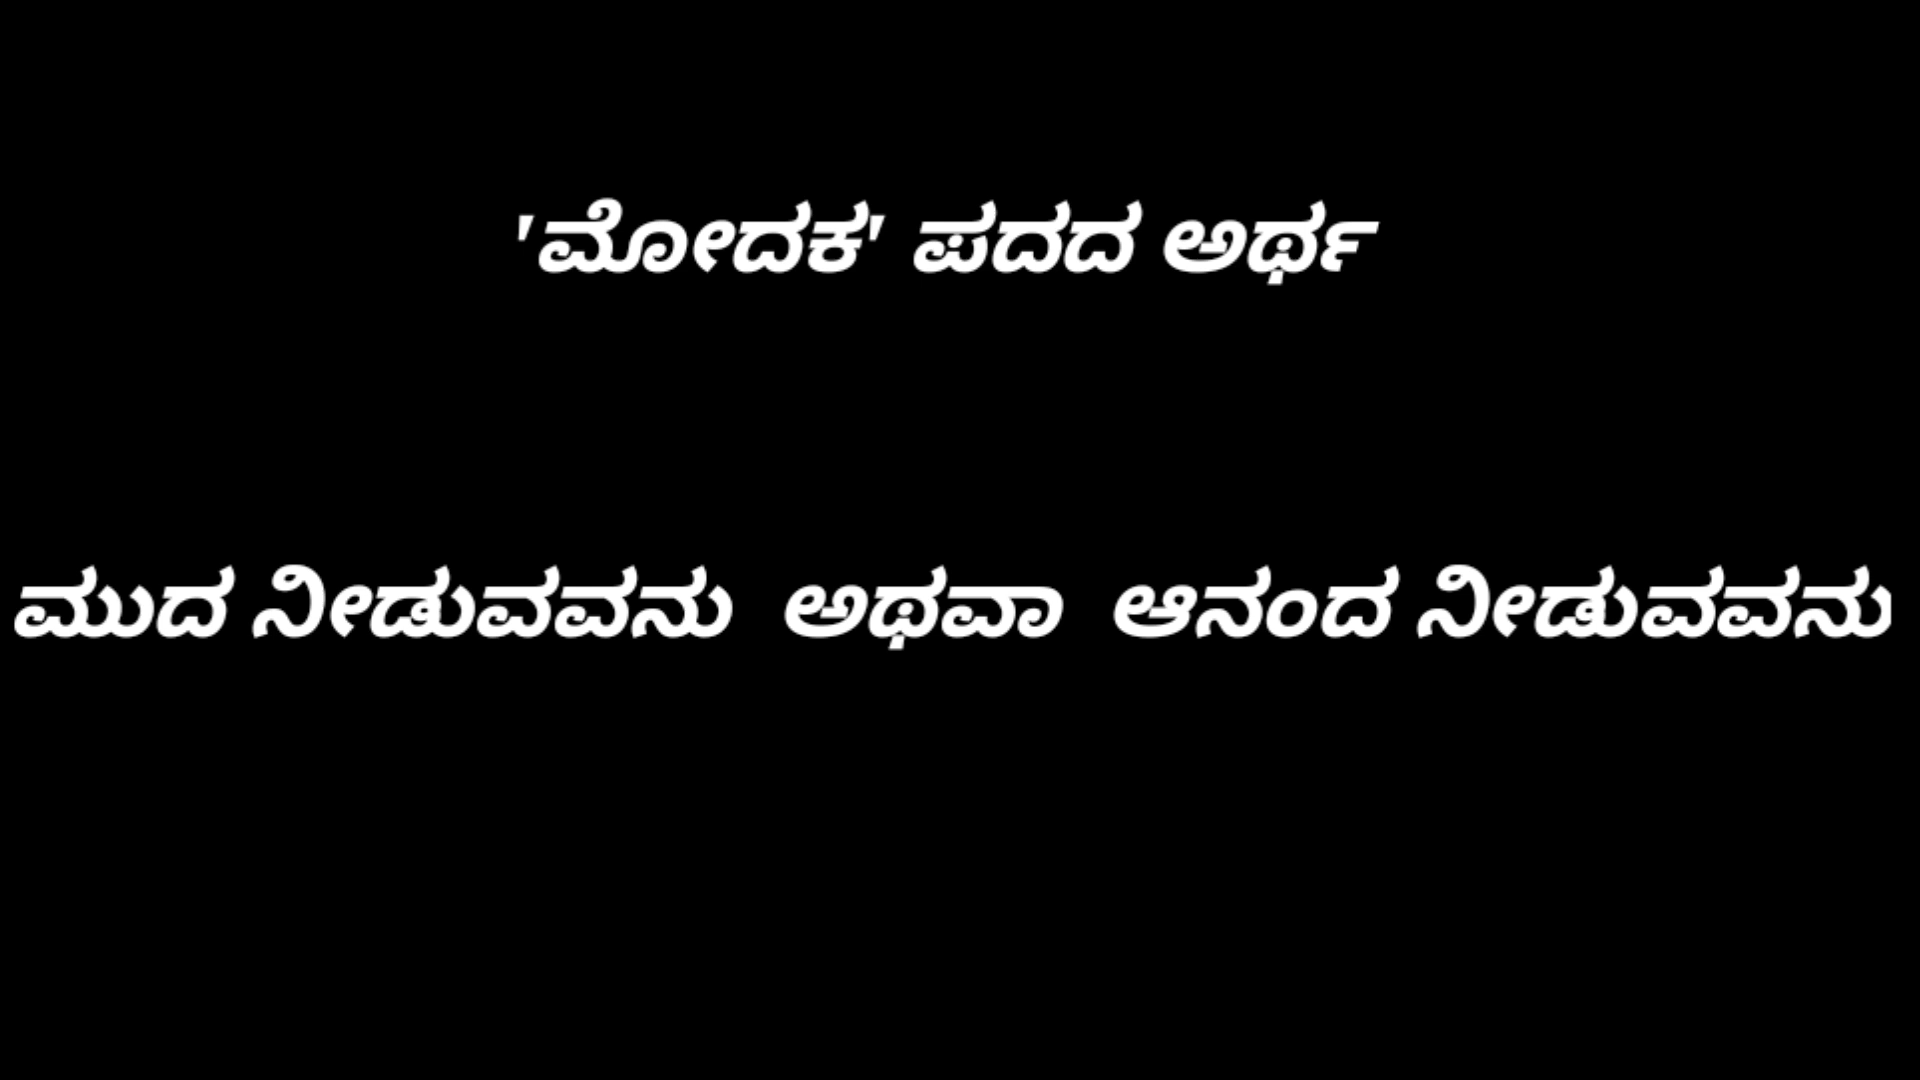 'ಮೋದಕ' ಪದದ ಅರ್ಥ
ಮುದ ನೀಡುವವನು ಅಥವಾ ಆನಂದ ನೀಡುವವನು